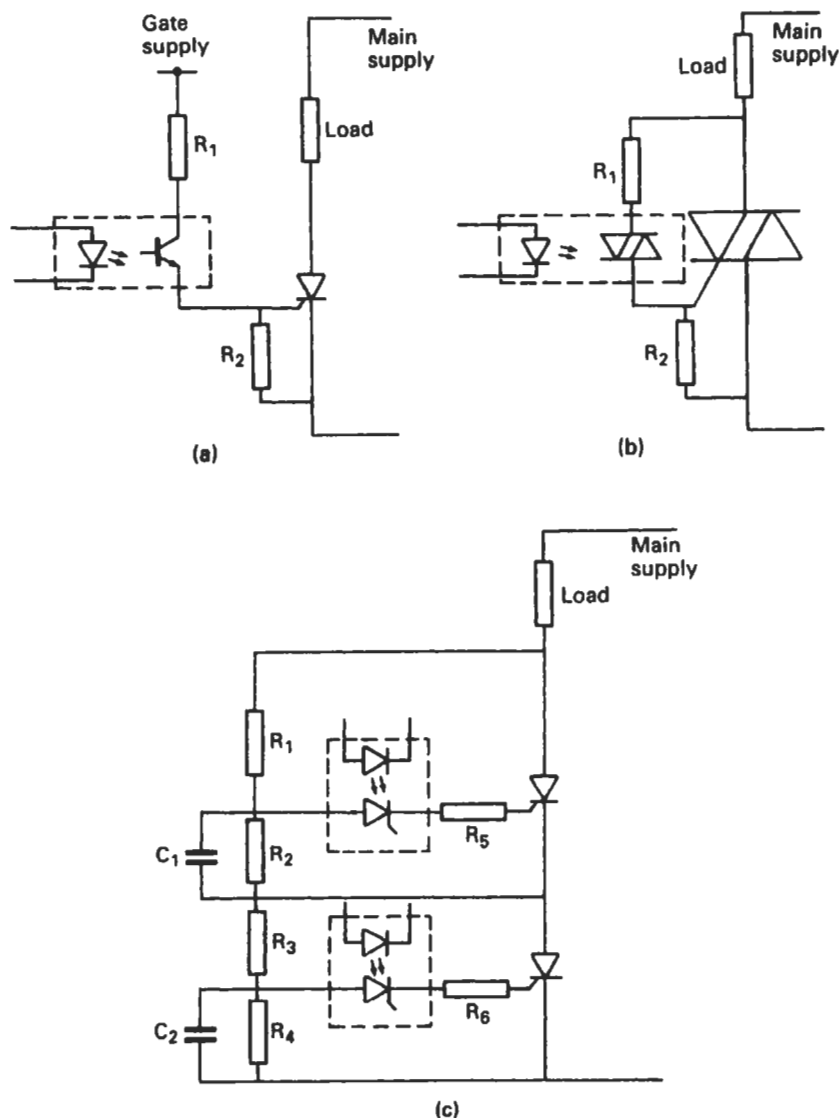 Gate
supply
R1
Main
supply
Load
R2
(a)
Main
supply
Load
R1
R2
(b)
Main
supply
Load
R1
R5
C1
R2
R3
R6
C2
R4
(c)